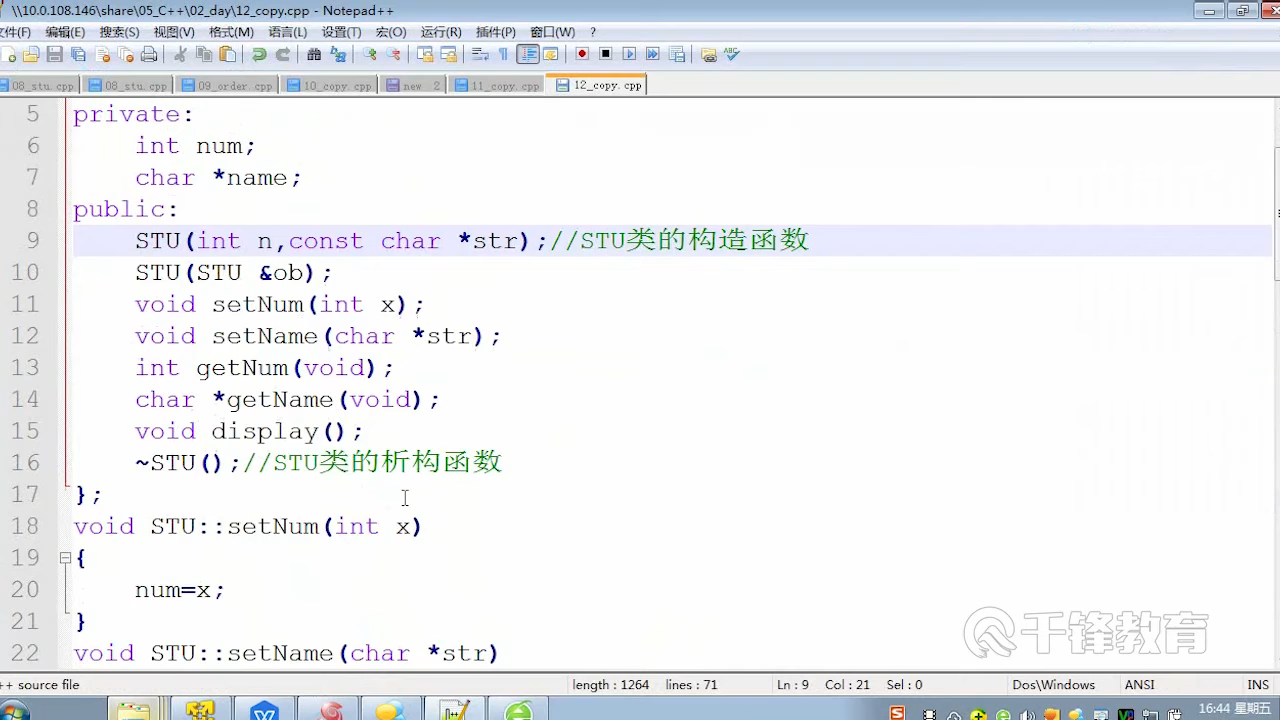 \\10.0.108.146\share\05_C++\02_day\12_copy.cpp - Notepad++
文件(F) 编辑(E) 搜索(S) 视图(V) 格式(M) 语言(L) 设置(T) 宏(O) 运行(R) 插件(P) 窗口(W) ?
08_stu.cpp 08_stu.cpp 09_order.cpp 10_copy.cpp new 2 11_copy.cpp 12_copy.cpp
5 private:
6 int num;
7 char *name;
8 public:
9 STU(int n,const char *str);//STU类的构造函数
10 STU(STU &ob);
11 void setNum(int x);
12 void setName(char *str);
13 int getNum(void);
14 char *getName(void);
15 void display();
16 ~STU();//STU类的析构函数
17 };
18 void STU::setNum(int x)
19 {
20 num=x;
21 }
22 void STU::setName(char *str)
千锋教育
++ source file length : 1264 lines : 71 Ln : 9 Col : 21 Sel : 0 Dos\Windows ANSI INS
16:44 星期五